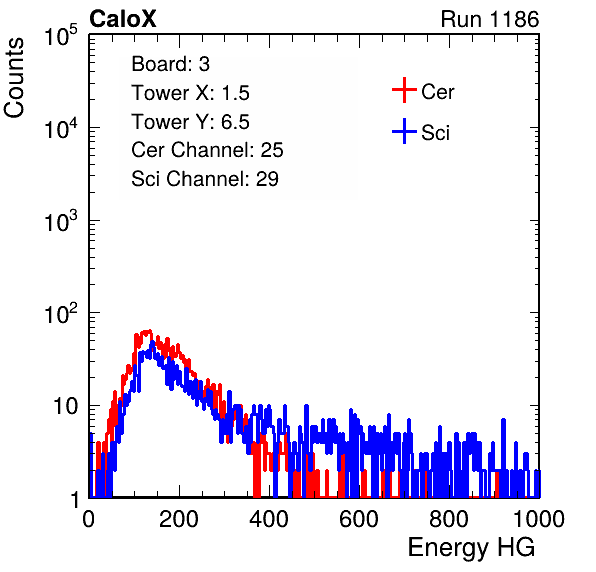 CaloX Run 1186
Counts
Board: 3
Tower X: 1.5
Tower Y: 6.5
Cer Channel: 25
Sci Channel: 29
Cer
Sci
10^5
10^4
10^3
10^2
10
1
0 200 400 600 800 1000
Energy HG